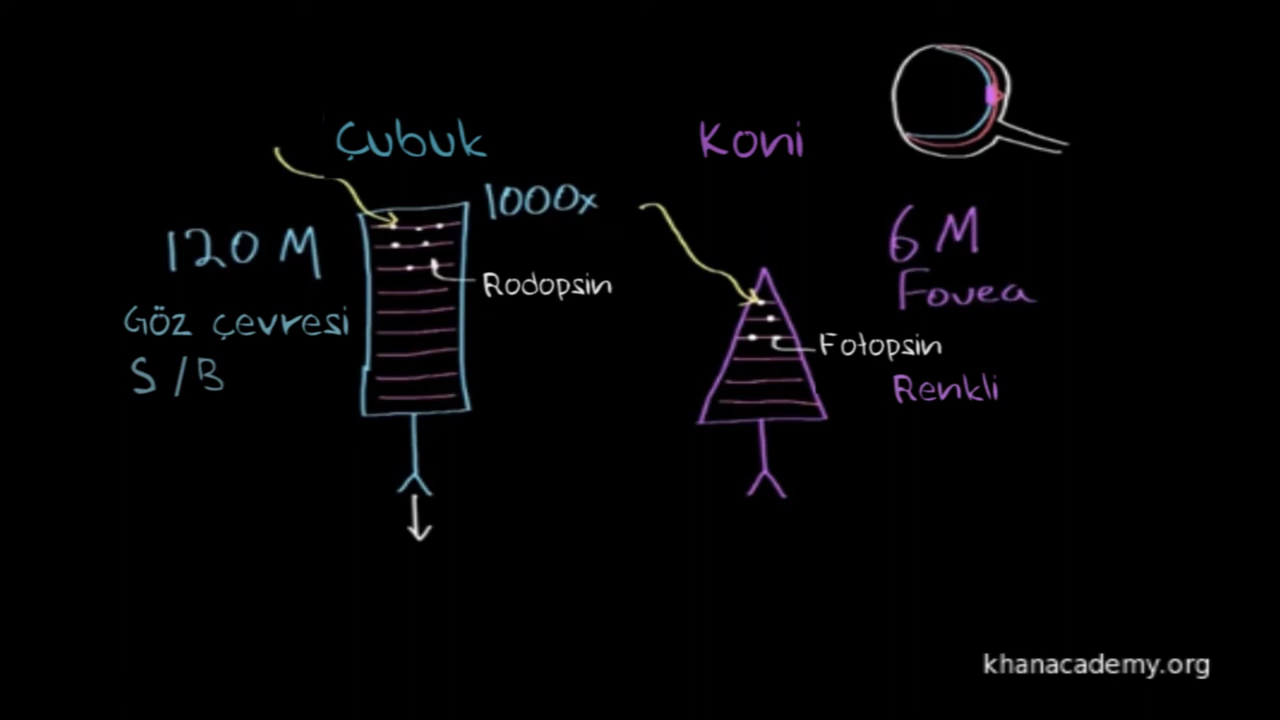 Çubuk
Koni
1000x
120 M
6 M
Rodopsin
Fovea
Göz çevresi
Fotopsin
S/B
Renkli
khanacademy.org